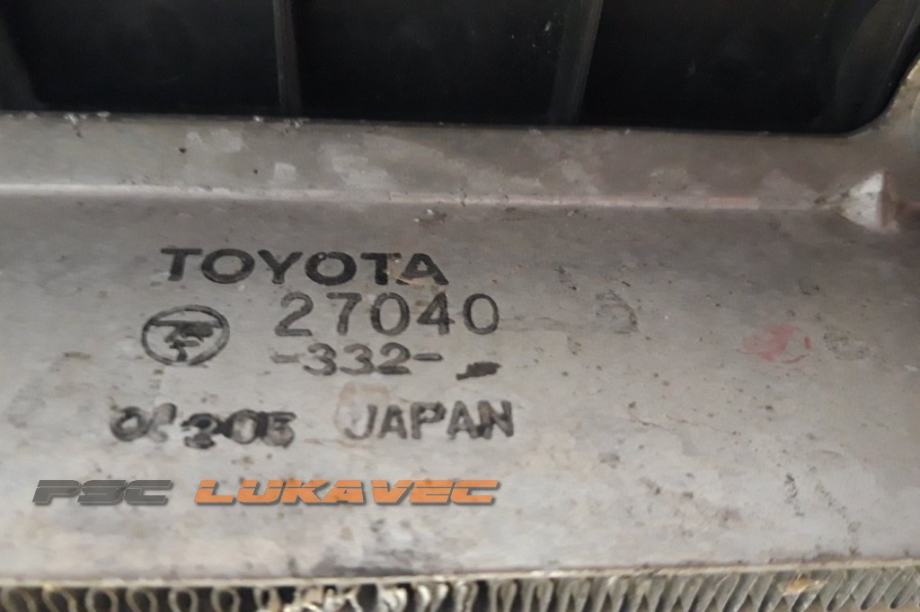 TOYOTA
27040
-332-
JAPAN
PSC LUKAVEC